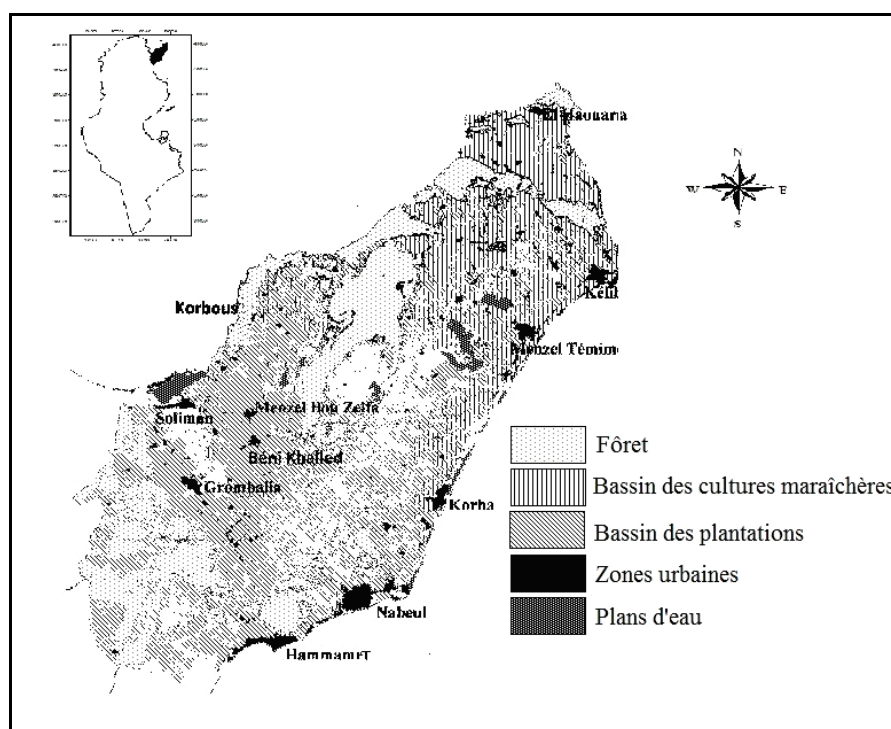 El Haouaria
N
W
E
S
Korbous
Menzel Témime
Soliman
Menzel Bou Zelfa
Béni Khalled
Grombalia
Korba
Nabeul
Hammamet
Fôret
Bassin des cultures maraîchères
Bassin des plantations
Zones urbaines
Plans d'eau